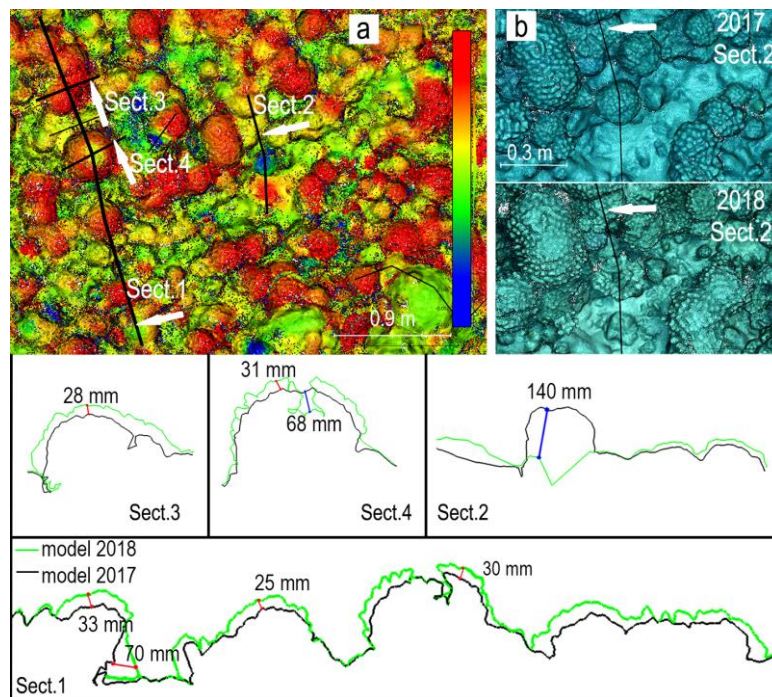 a
Sect.3
Sect.4
Sect.2
Sect.1
0.9 m
b
2017
Sect.2
0.3 m
2018
Sect.2
28 mm
Sect.3
31 mm
68 mm
Sect.4
140 mm
Sect.2
model 2018
model 2017
33 mm
70 mm
25 mm
30 mm
Sect.1